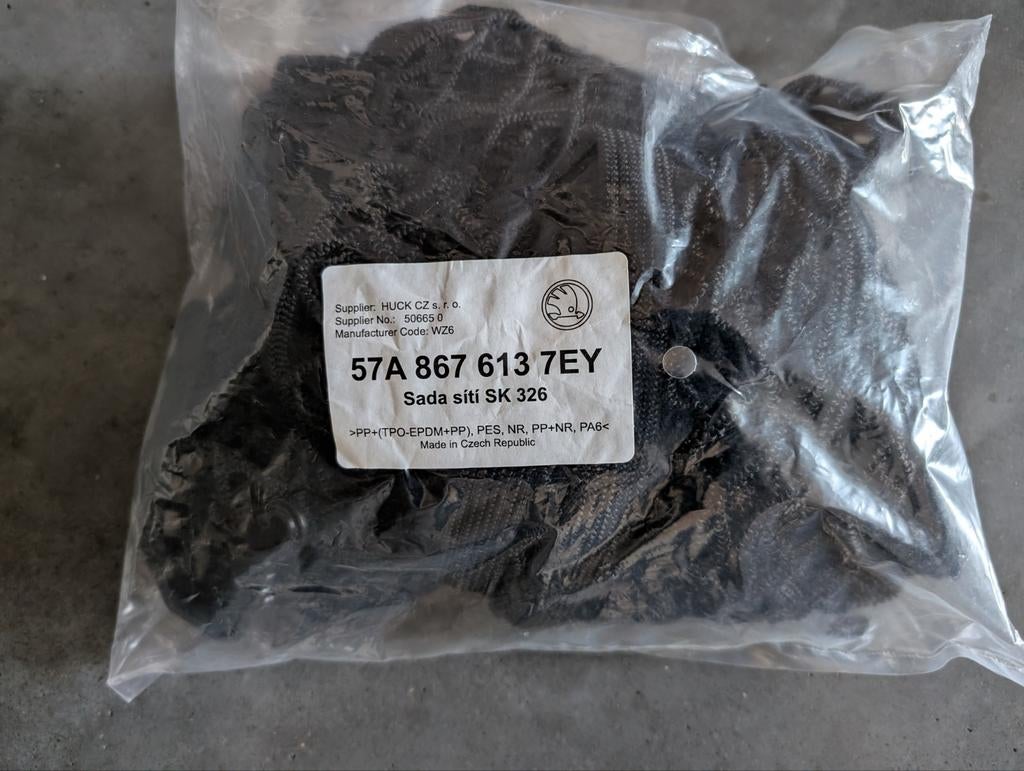 Supplier: HUCK CZ s. r. o.
Supplier No.: 50665 0
Manufacturer Code: WZ6
57A 867 613 7EY
Sada sítí SK 326
>PP+(TPO-EPDM+PP), PES, NR, PP+NR, PA6<
Made in Czech Republic